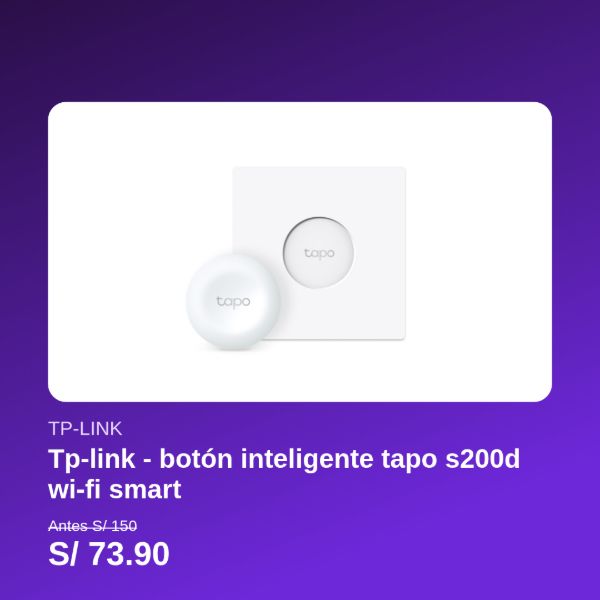 tapo
tapo
TP-LINK
Tp-link - botón inteligente tapo s200d
wi-fi smart
Antes S/ 150
S/ 73.90